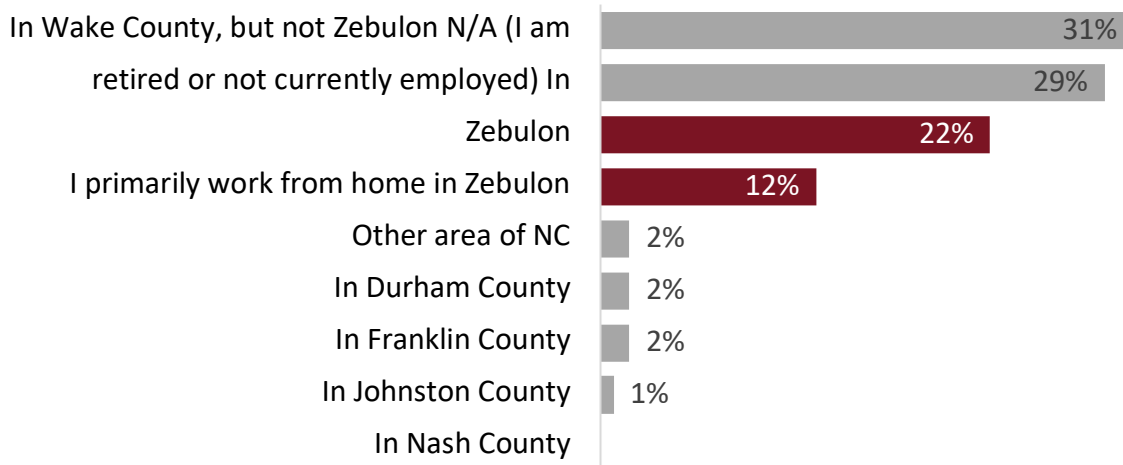 In Wake County, but not Zebulon N/A (I am 31%
retired or not currently employed) In 29%
Zebulon 22%
I primarily work from home in Zebulon 12%
Other area of NC 2%
In Durham County 2%
In Franklin County 2%
In Johnston County 1%
In Nash County